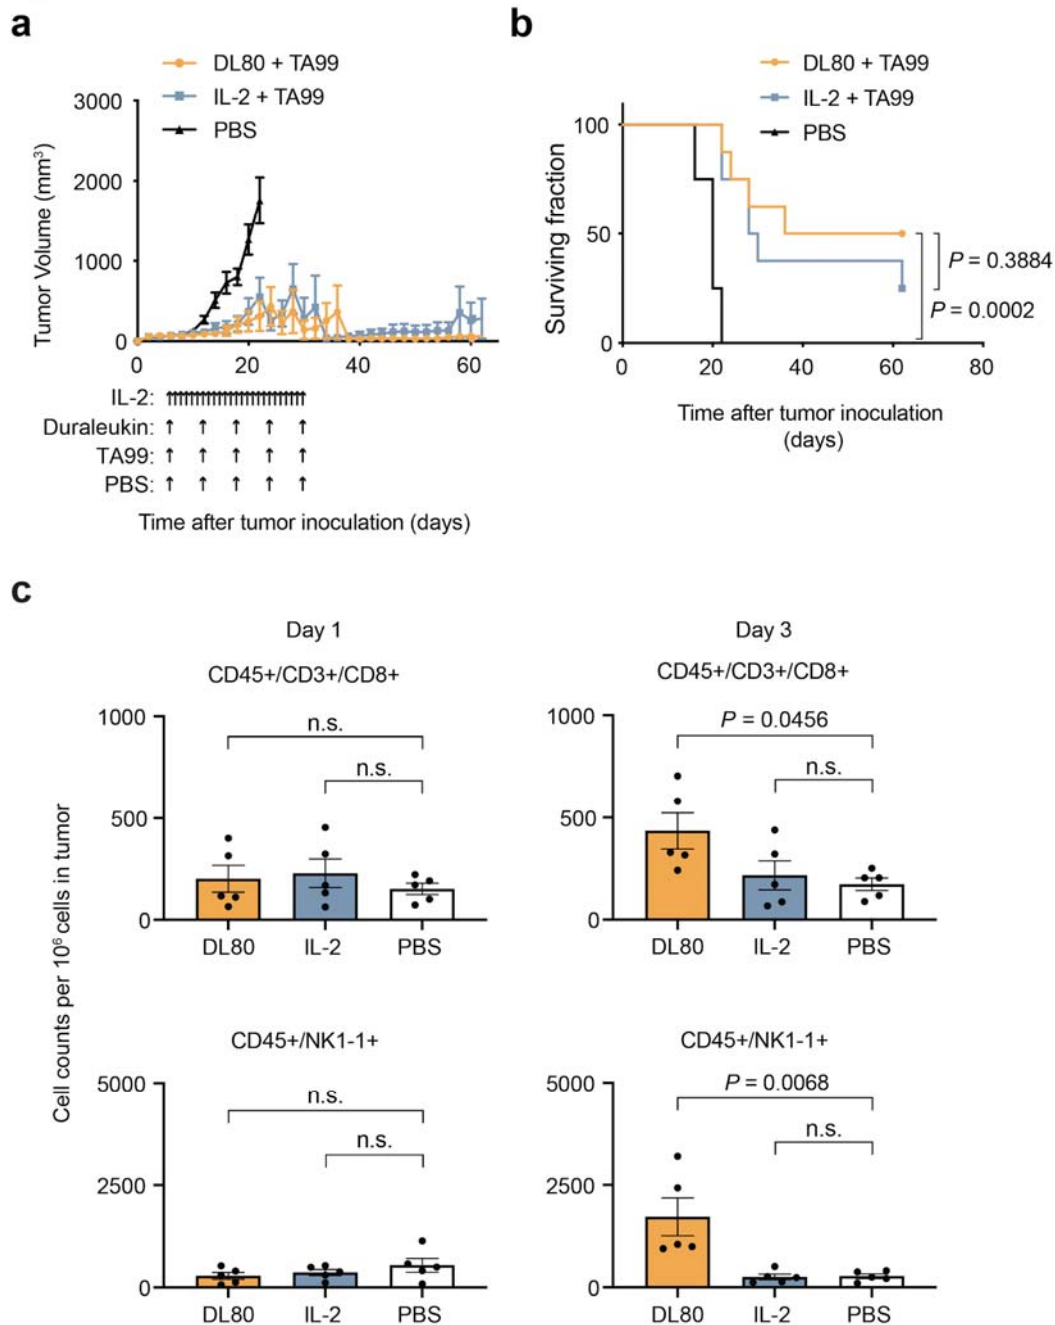 a
DL80 + TA99
IL-2 + TA99
PBS
Tumor Volume (mm³)
3000
2000
1000
0
0 20 40 60
IL-2: ↑↑↑↑↑↑↑↑↑↑↑↑↑↑↑↑↑↑↑↑↑↑↑↑↑
Duraleukin: ↑ ↑ ↑ ↑ ↑
TA99: ↑ ↑ ↑ ↑ ↑
PBS: ↑ ↑ ↑ ↑ ↑
Time after tumor inoculation (days)
b
DL80 + TA99
IL-2 + TA99
PBS
Surviving fraction
100
50
0
0 20 40 60 80
P = 0.3884
P = 0.0002
Time after tumor inoculation
(days)
c
Cell counts per 10⁶ cells in tumor
Day 1
CD45+/CD3+/CD8+
1000
500
0
n.s.
n.s.
DL80 IL-2 PBS
Day 3
CD45+/CD3+/CD8+
1000
500
0
P = 0.0456
n.s.
DL80 IL-2 PBS
CD45+/NK1-1+
5000
2500
0
n.s.
n.s.
DL80 IL-2 PBS
CD45+/NK1-1+
5000
2500
0
P = 0.0068
n.s.
DL80 IL-2 PBS